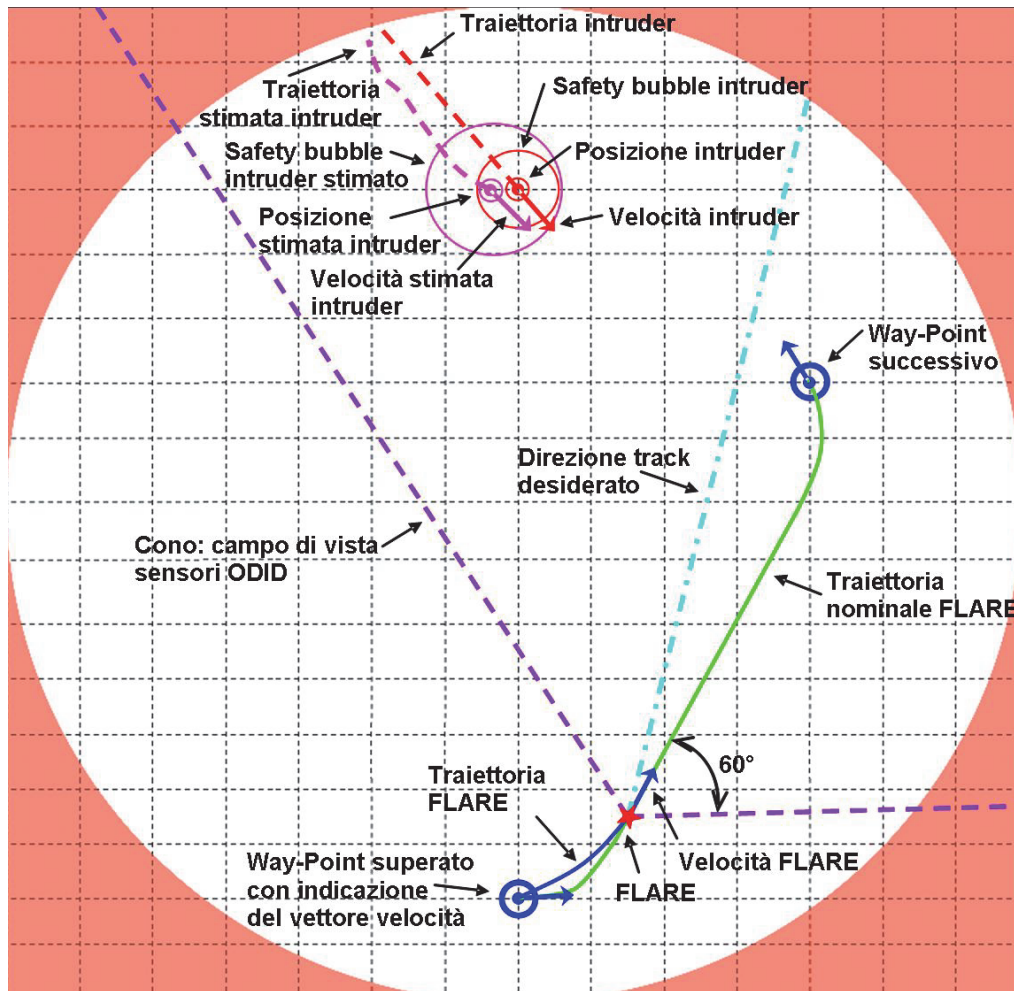 Traiettoria intruder
Traiettoria
stimata intruder
Safety bubble intruder
Safety bubble
intruder stimato
Posizione intruder
Posizione
stimata intruder
Velocità intruder
Velocità stimata
intruder
Way-Point
successivo
Direzione track
desiderato
Cono: campo di vista
sensori ODID
Traiettoria
nominale FLARE
60°
Traiettoria
FLARE
Velocità FLARE
FLARE
Way-Point superato
con indicazione
del vettore velocità